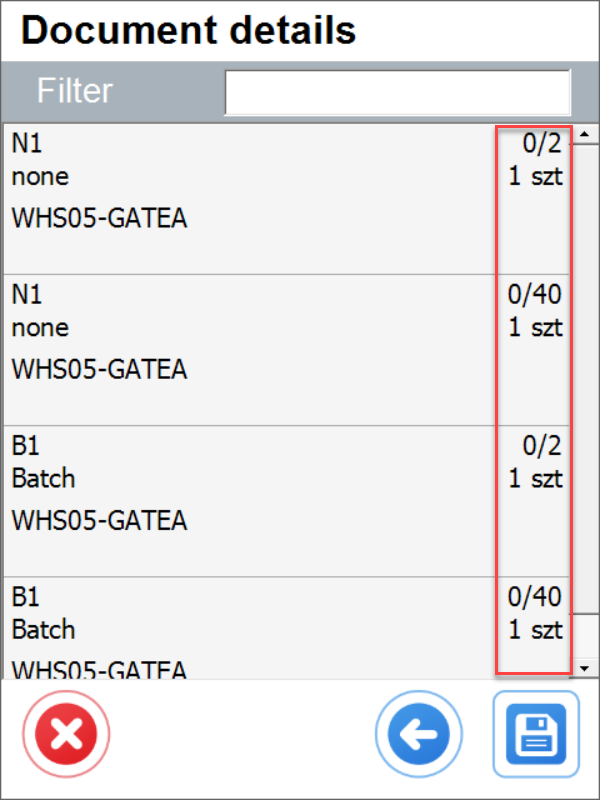 Document details
Filter
N1 0/2
none 1 szt
WHS05-GATEA
N1 0/40
none 1 szt
WHS05-GATEA
B1 0/2
Batch 1 szt
WHS05-GATEA
B1 0/40
Batch 1 szt
WHS05-GATEA